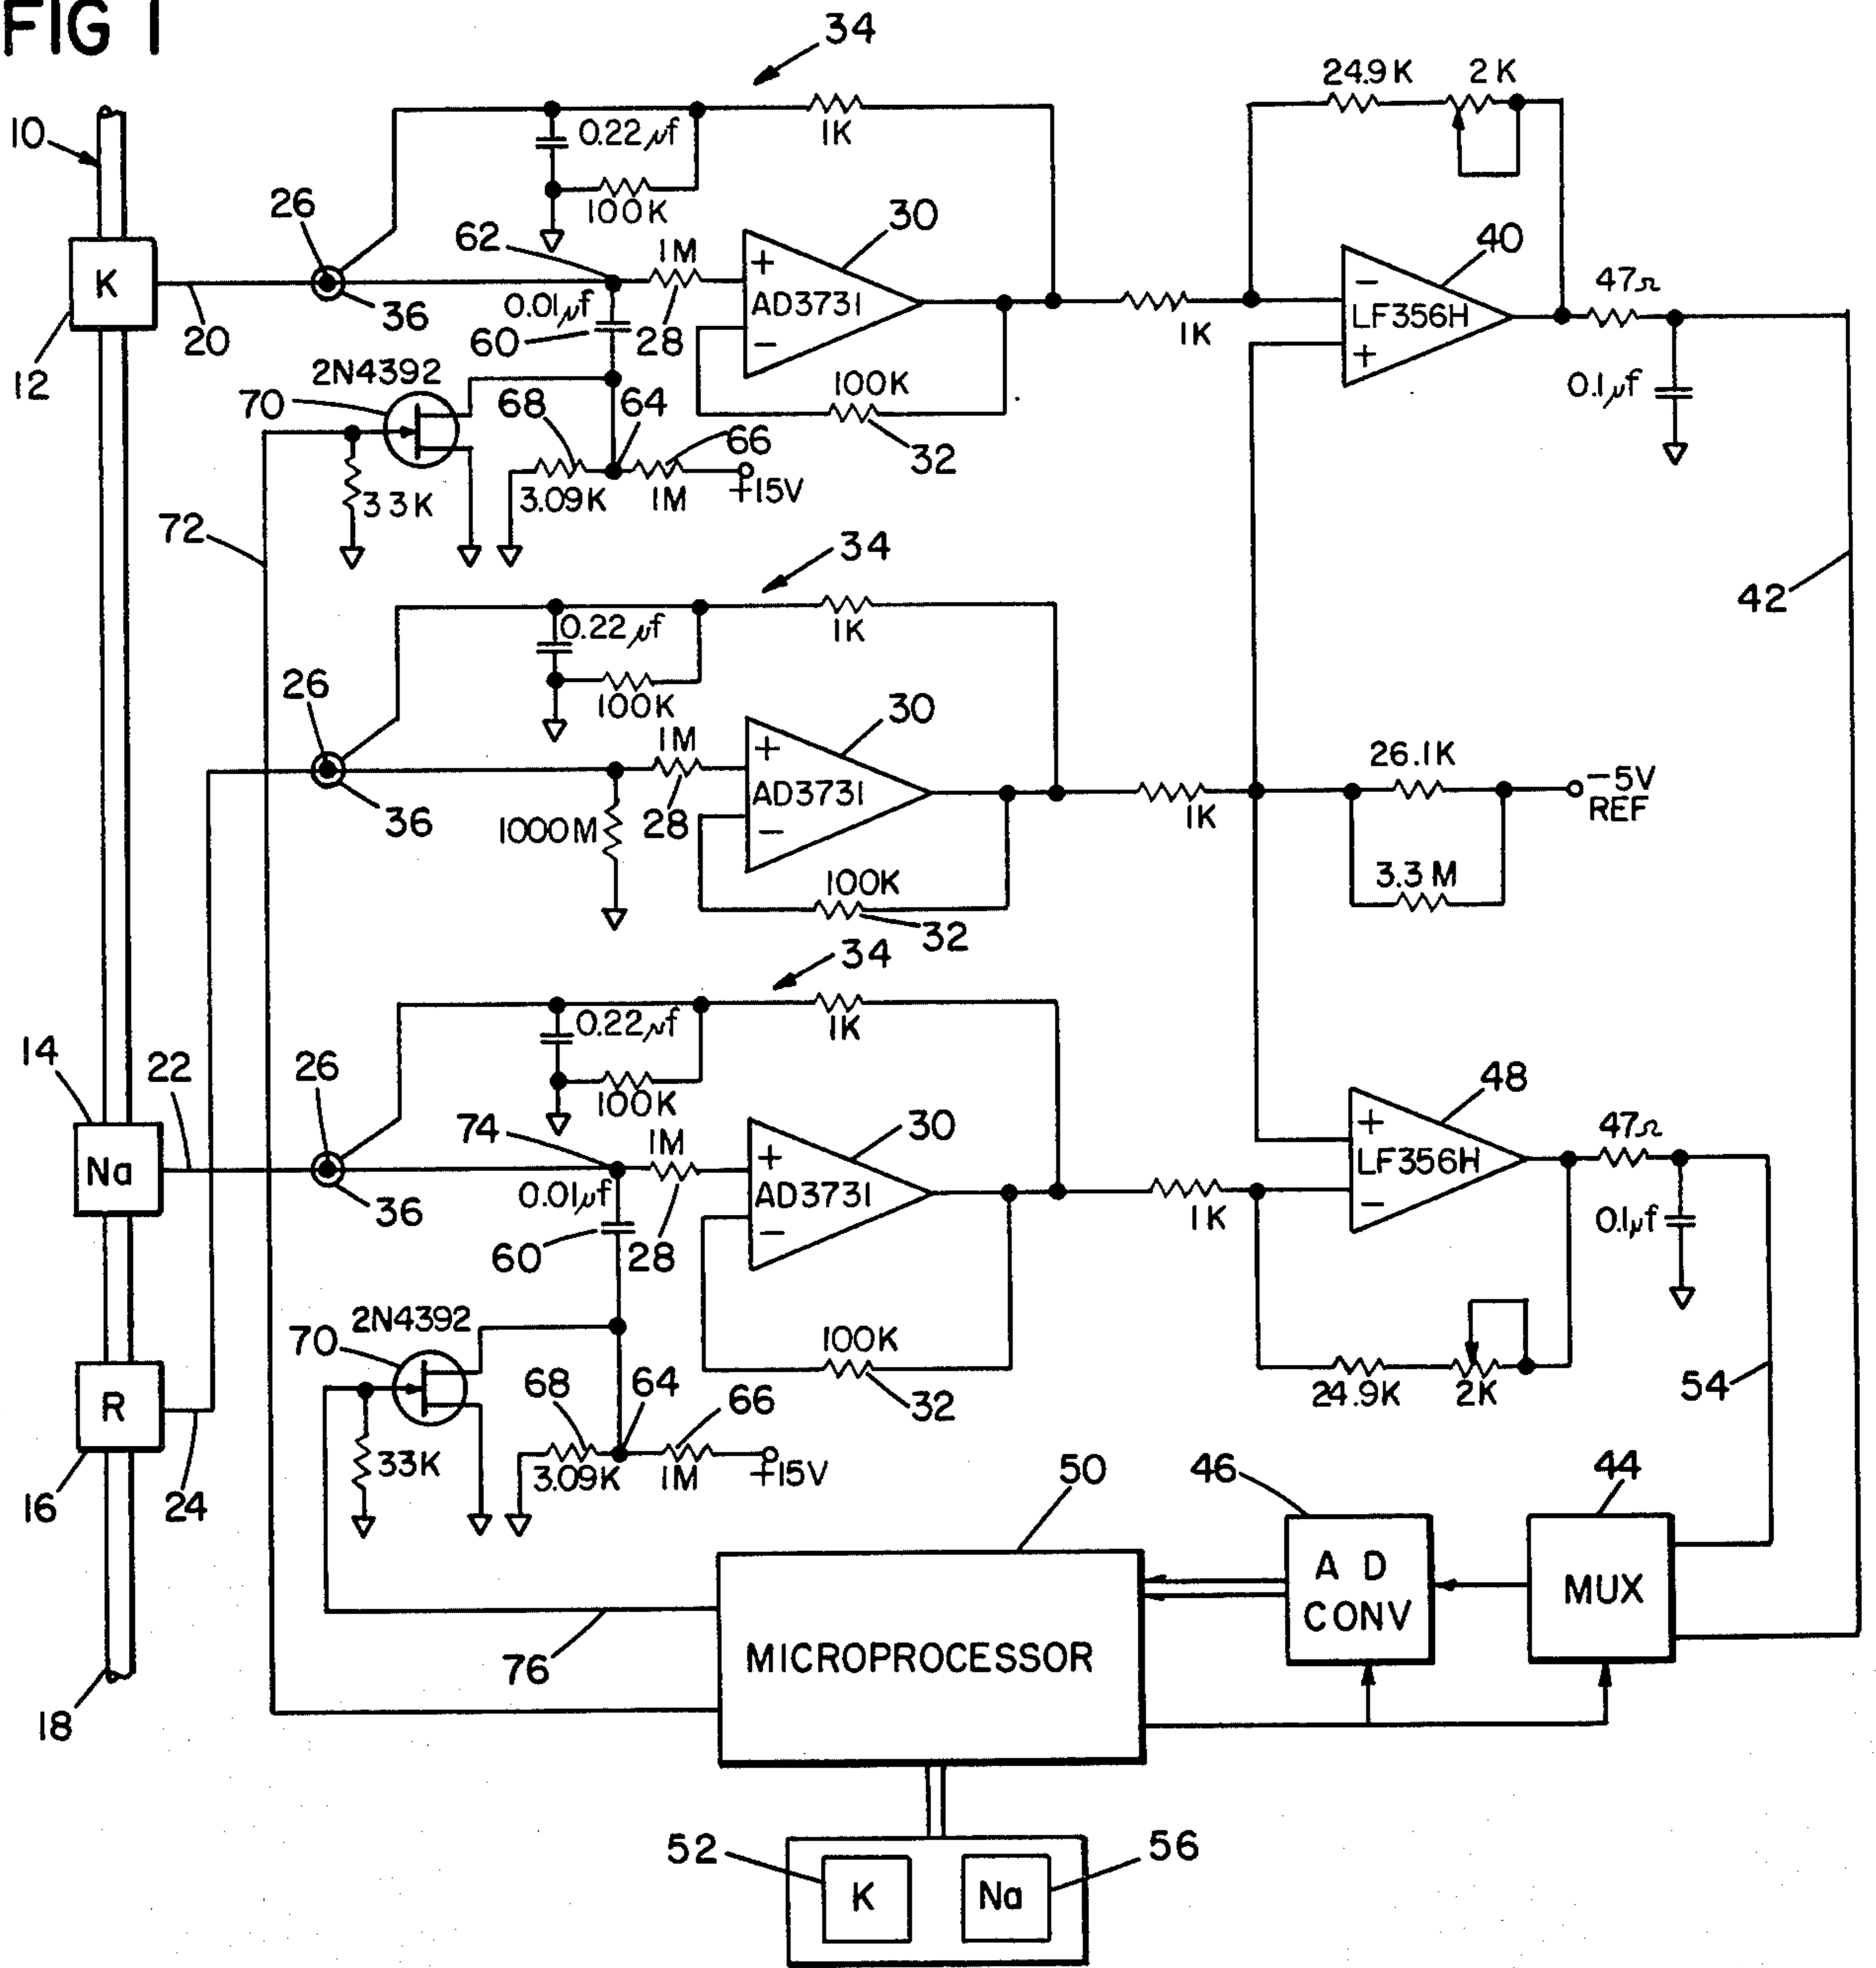 FIG 1
34
24.9K 2K
10
0.22µf
1K
100K
26
62
1M
30
40
K
+
AD3731
−
−
LF356H
+
47Ω
36
0.01µf
60
28
1K
20
12
2N4392
70
68
64
100K
32
0.1µf
66
33K
3.09K
1M
+15V
72
34
42
0.22µf
1K
26
100K
1M
30
26.1K
−5V
REF
+
AD3731
−
36
1000M
28
1K
3.3M
100K
32
34
0.22µf
1K
14
22
26
100K
74
1M
30
48
Na
+
AD3731
−
+
LF356H
−
47Ω
36
0.01µf
60
28
1K
0.1µf
2N4392
70
100K
32
68
64
66
24.9K
2K
54
R
33K
3.09K
1M
+15V
16
24
50
46
44
A D
CONV
MUX
MICROPROCESSOR
76
18
52
K
Na
56